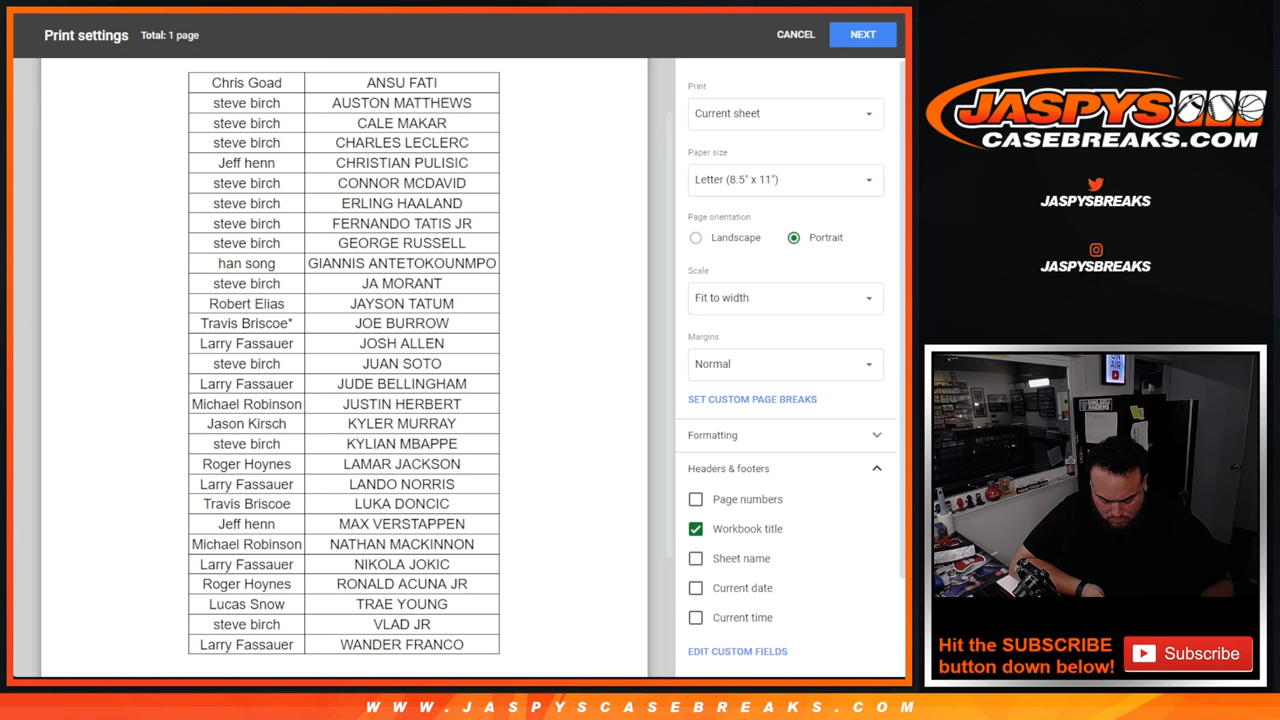 Print settings
Total: 1 page
CANCEL
NEXT
Chris Goad ANSU FATI
steve birch AUSTON MATTHEWS
steve birch CALE MAKAR
steve birch CHARLES LECLERC
Jeff henn CHRISTIAN PULISIC
steve birch CONNOR MCDAVID
steve birch ERLING HAALAND
steve birch FERNANDO TATIS JR
steve birch GEORGE RUSSELL
han song GIANNIS ANTETOKOUNMPO
steve birch JA MORANT
Robert Elias JAYSON TATUM
Travis Briscoe* JOE BURROW
Larry Fassauer JOSH ALLEN
steve birch JUAN SOTO
Larry Fassauer JUDE BELLINGHAM
Michael Robinson JUSTIN HERBERT
Jason Kirsch KYLER MURRAY
steve birch KYLIAN MBAPPE
Roger Hoynes LAMAR JACKSON
Larry Fassauer LANDO NORRIS
Travis Briscoe LUKA DONCIC
Jeff henn MAX VERSTAPPEN
Michael Robinson NATHAN MACKINNON
Larry Fassauer NIKOLA JOKIC
Roger Hoynes RONALD ACUNA JR
Lucas Snow TRAE YOUNG
steve birch VLAD JR
Larry Fassauer WANDER FRANCO
Print
Current sheet
Paper size
Letter (8.5" x 11")
Page orientation
Landscape Portrait
Scale
Fit to width
Margins
Normal
SET CUSTOM PAGE BREAKS
Formatting
Headers & footers
Page numbers
Workbook title
Sheet name
Current date
Current time
EDIT CUSTOM FIELDS
JASPYS
CASEBREAKS.COM
JASPYSBREAKS
JASPYSBREAKS
ON
AIR
Hit the SUBSCRIBE
button down below!
Subscribe
WWW.JASPYSCASEBREAKS.COM